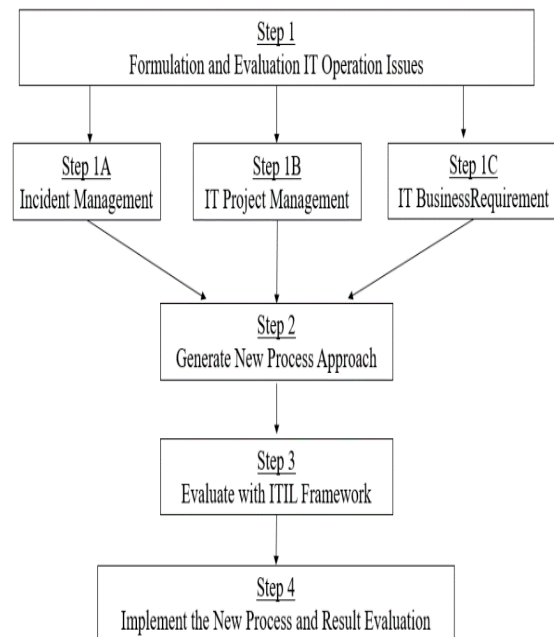 Step 1
Formulation and Evaluation IT Operation Issues
Step 1A
Incident Management
Step 1B
IT Project Management
Step 1C
IT BusinessRequirement
Step 2
Generate New Process Approach
Step 3
Evaluate with ITIL Framework
Step 4
Implement the New Process and Result Evaluation